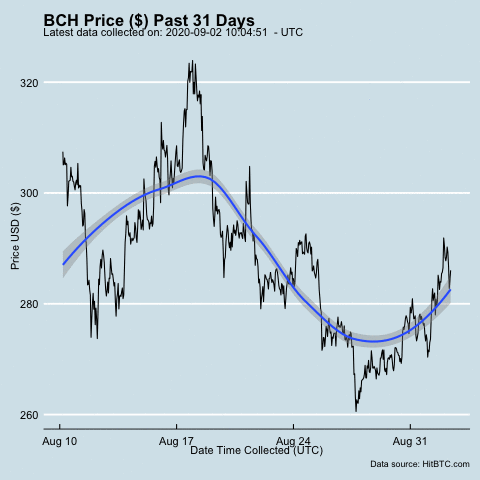 BCH Price ($) Past 31 Days
Latest data collected on: 2020-09-02 10:04:51  - UTC
320
300
280
260
Price USD ($)
Aug 10 Aug 17 Aug 24 Aug 31
Date Time Collected (UTC)
Data source: HitBTC.com